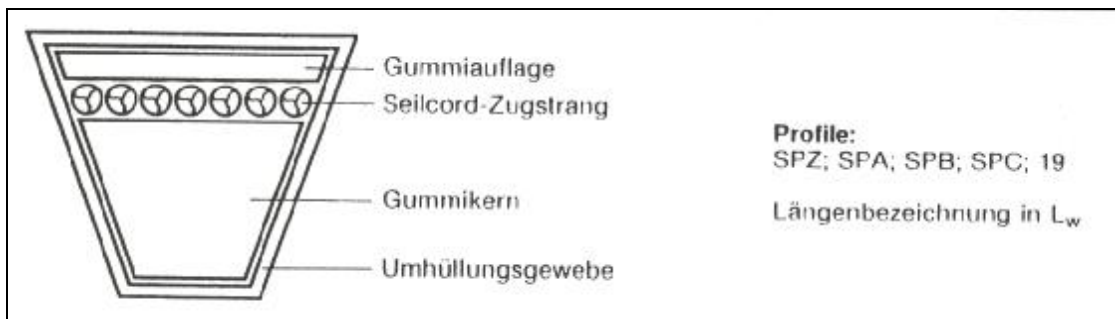 Gummiauflage
Seilcord-Zugstrang
Gummikern
Umhüllungsgewebe
Profile:
SPZ; SPA; SPB; SPC; 19
Längenbezeichnung in Lw